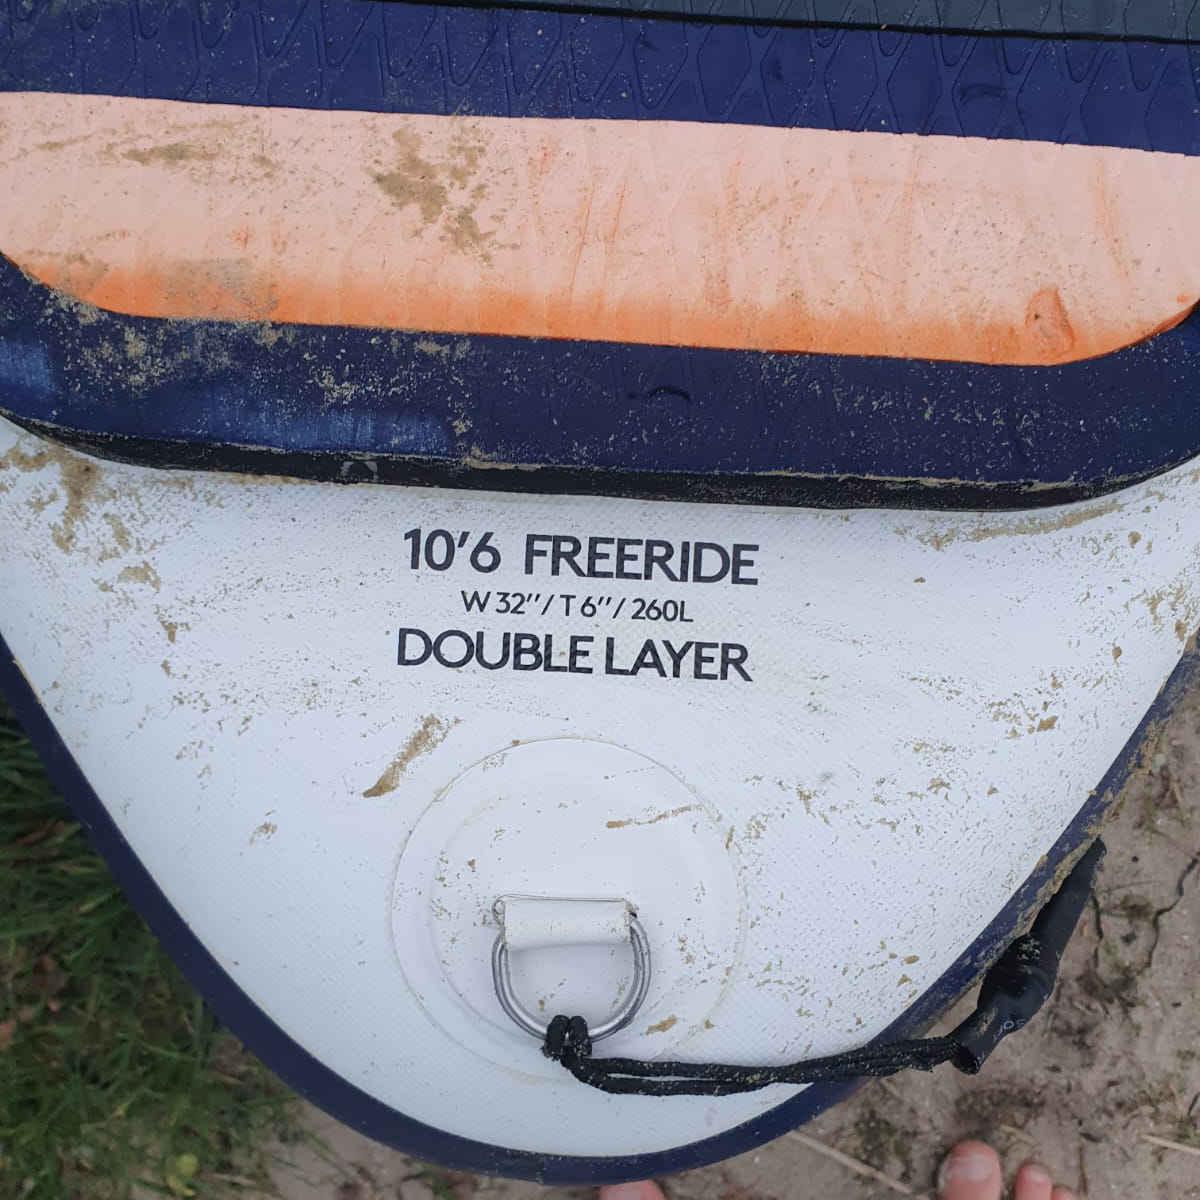 10'6 FREERIDE
W 32"/ T 6"/ 260L
DOUBLE LAYER